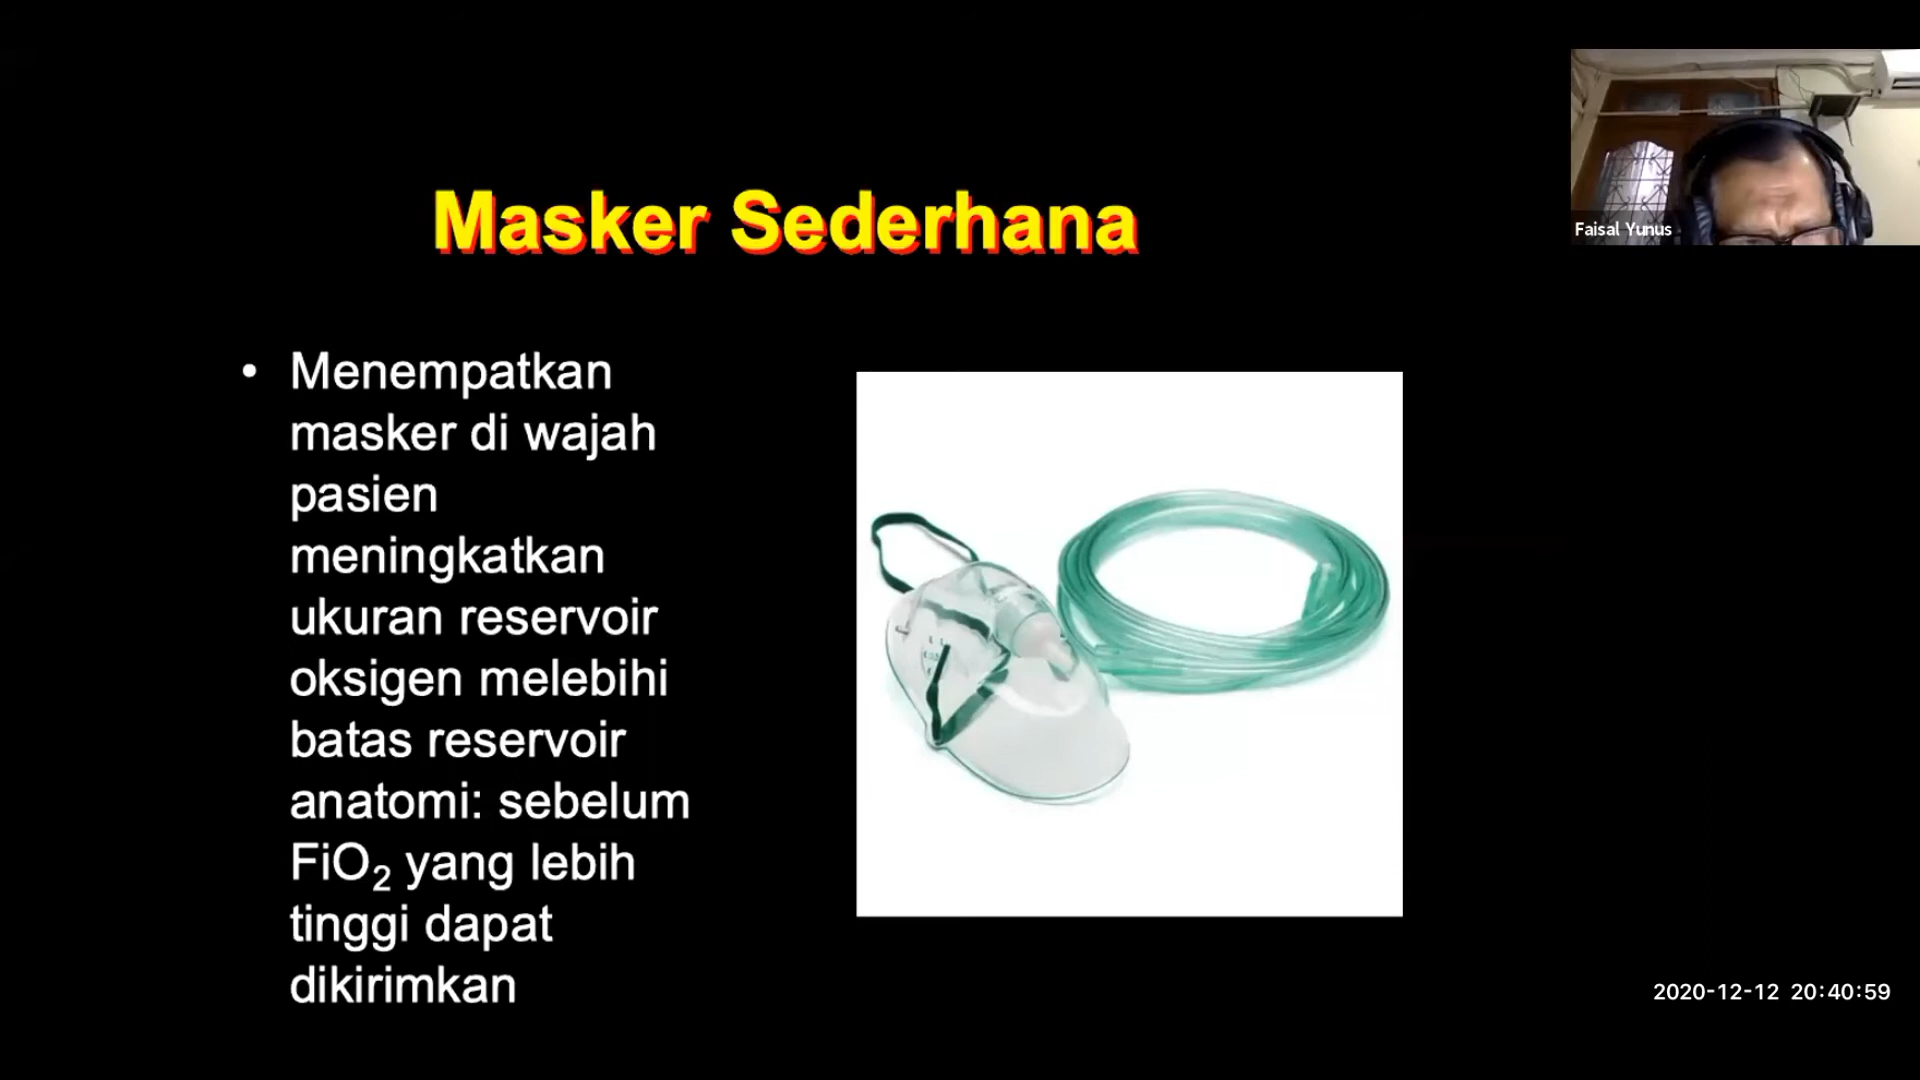 Masker Sederhana
Faisal Yunus
• Menempatkan
masker di wajah
pasien
meningkatkan
ukuran reservoir
oksigen melebihi
batas reservoir
anatomi: sebelum
FiO₂ yang lebih
tinggi dapat
dikirimkan
2020-12-12 20:40:59